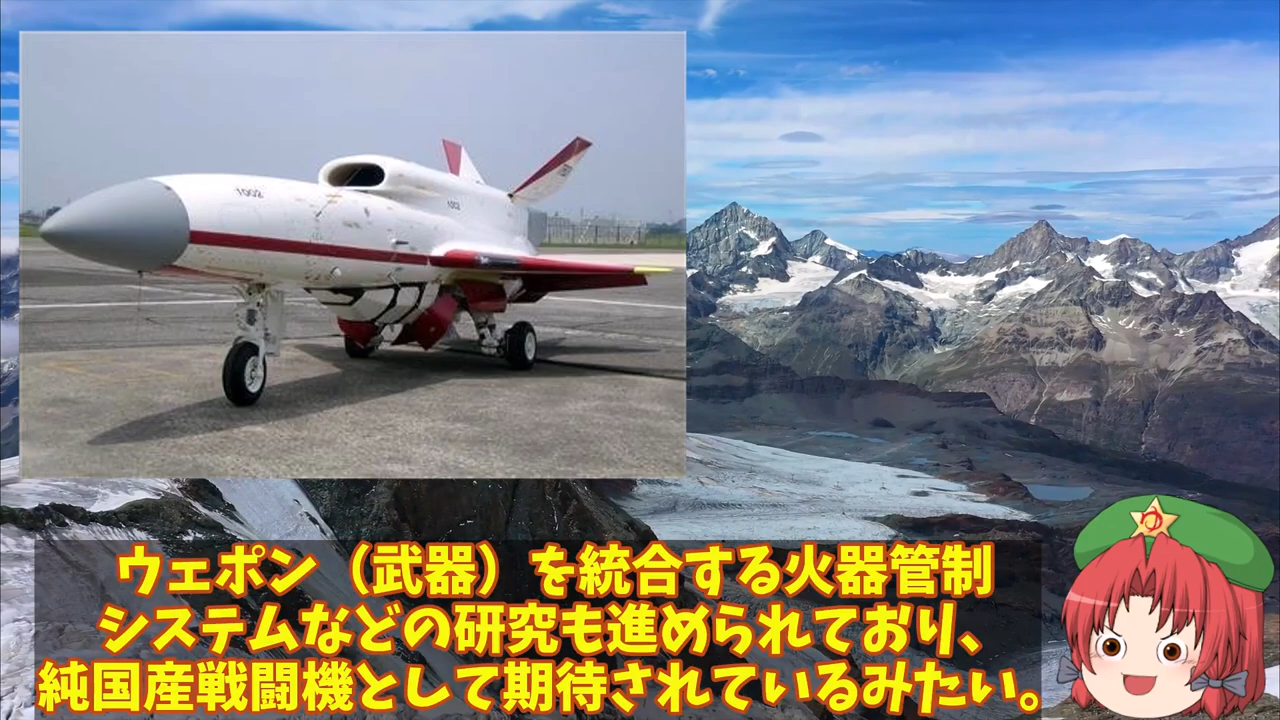 1002
1002
ウェポン（武器）を統合する火器管制
システムなどの研究も進められており、
純国産戦闘機として期待されているみたい。